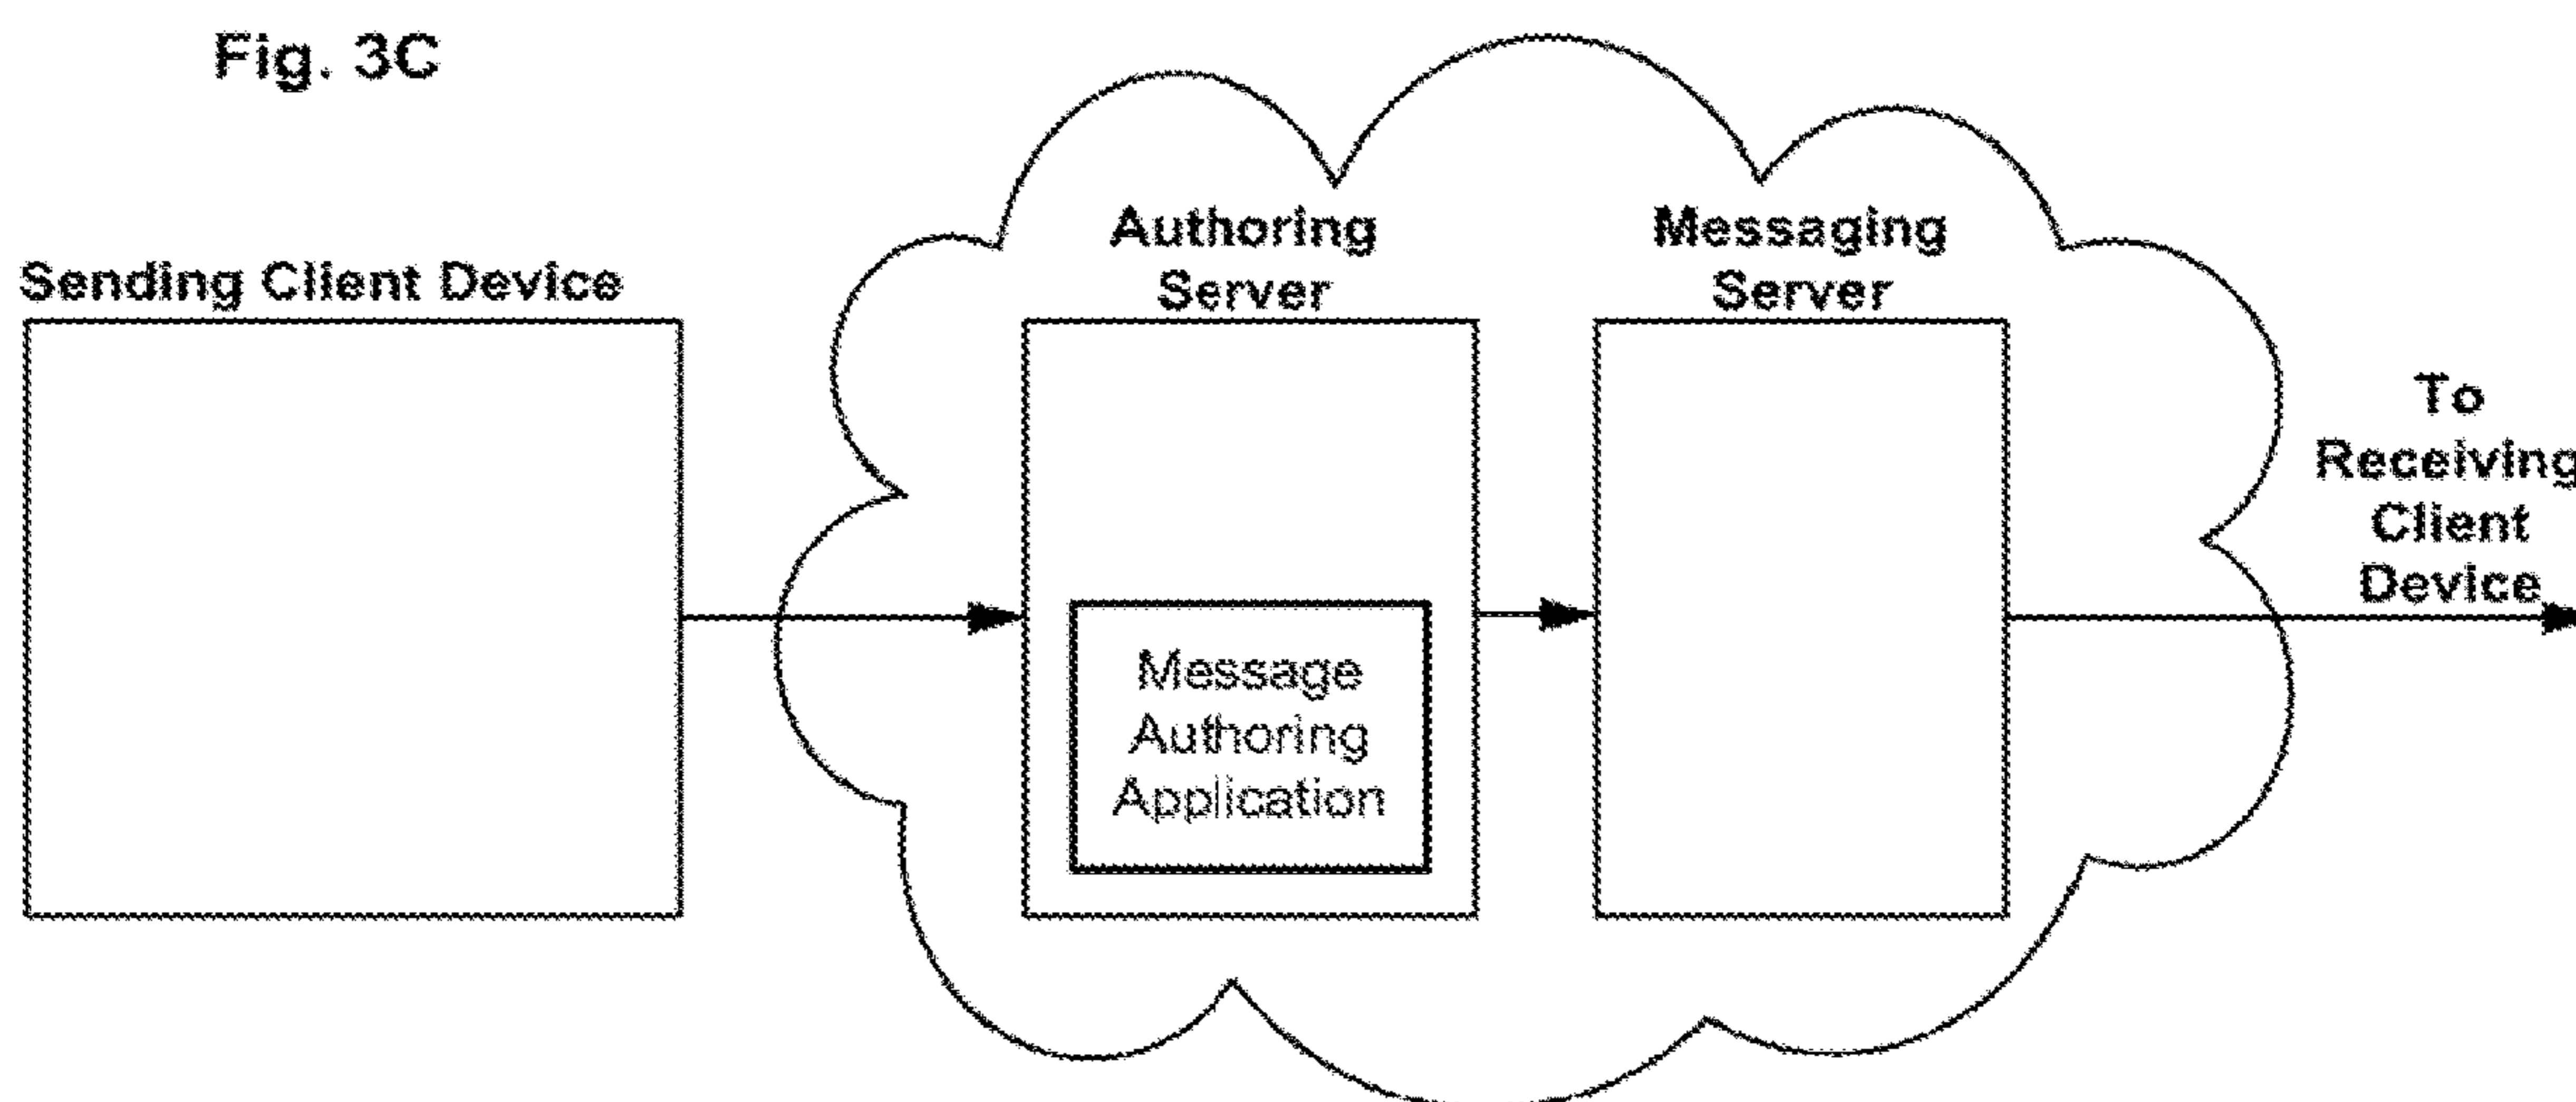 Fig. 3C
Sending Client Device
Authoring
Server
Messaging
Server
Message
Authoring
Application
To
Receiving
Client
Device